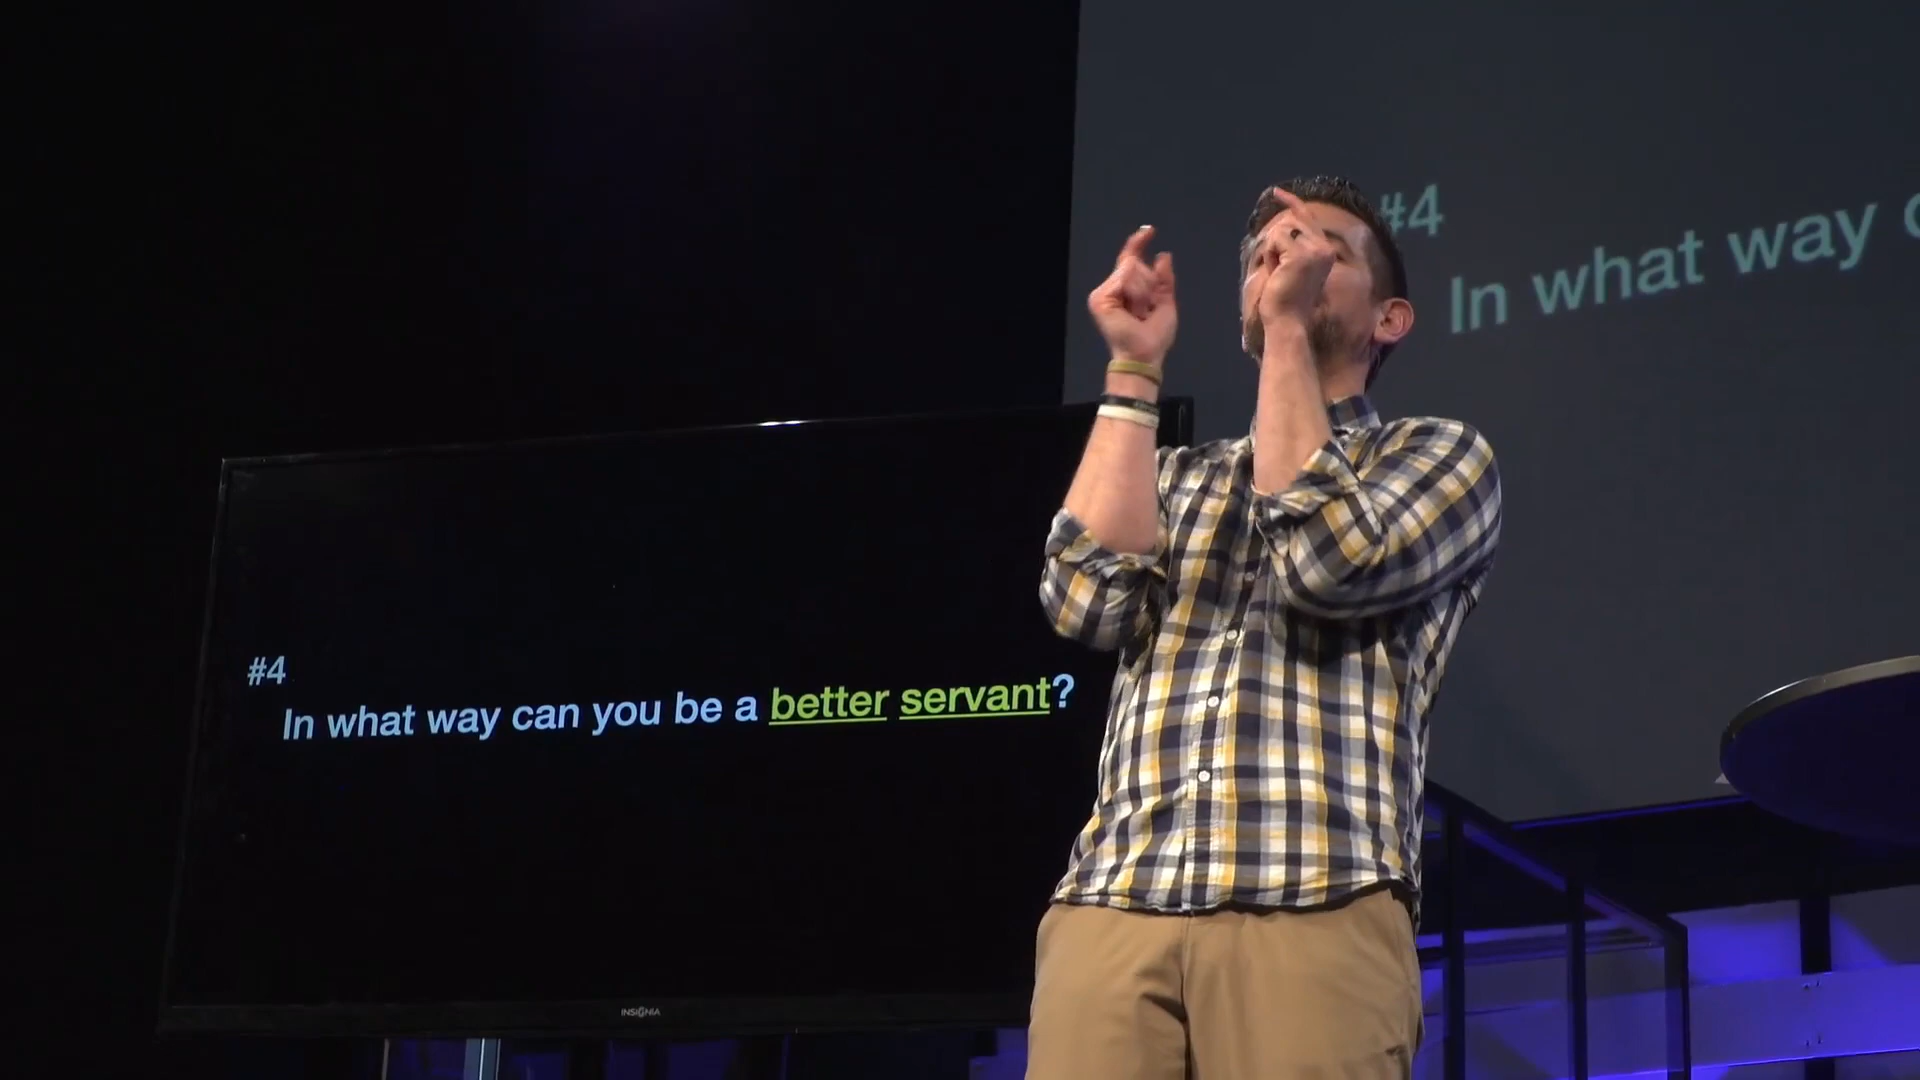 #4
In what way can you be a better servant?
INSIGNIA
#4
In what way